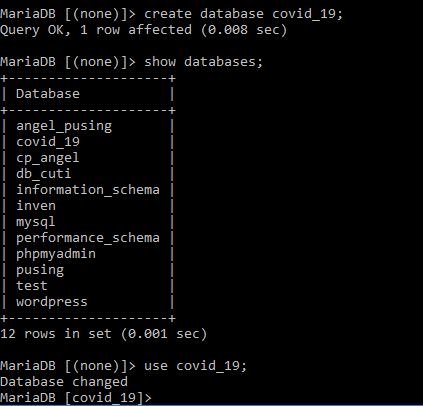 MariaDB [(none)]> create database covid_19;
Query OK, 1 row affected (0.008 sec)
MariaDB [(none)]> show databases;
+--------------------+
| Database           |
+--------------------+
| angel_pusing       |
| covid_19           |
| cp_angel           |
| db_cuti            |
| information_schema |
| inven              |
| mysql              |
| performance_schema |
| phpmyadmin         |
| pusing             |
| test               |
| wordpress          |
+--------------------+
12 rows in set (0.001 sec)
MariaDB [(none)]> use covid_19;
Database changed
MariaDB [covid_19]>